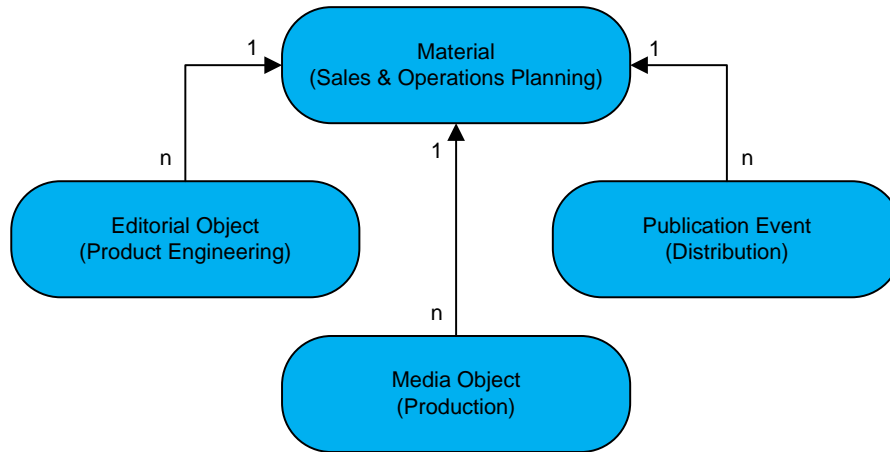 Material
(Sales & Operations Planning)
1
1
1
n
n
Editorial Object
(Product Engineering)
Publication Event
(Distribution)
n
Media Object
(Production)